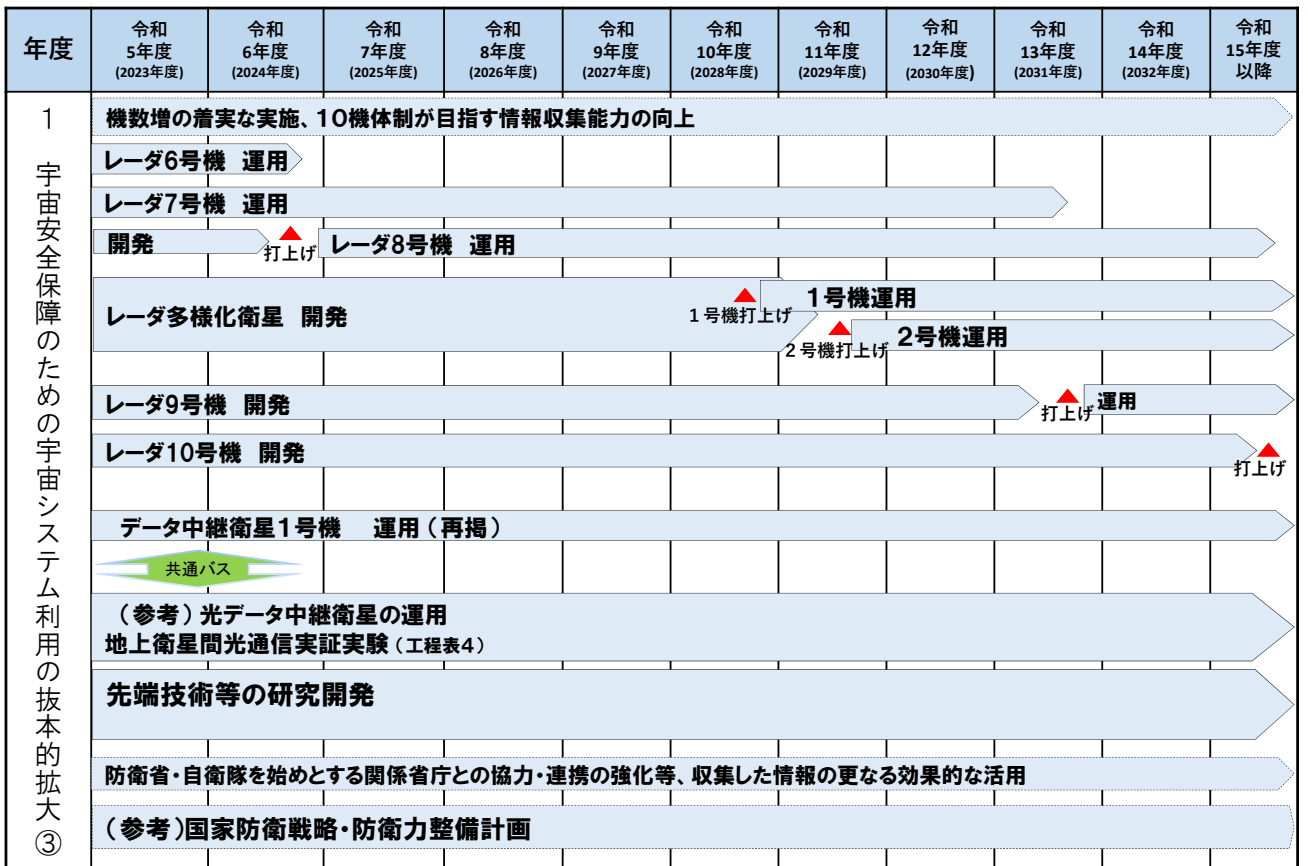 年度
令和
5年度
(2023年度)
令和
6年度
(2024年度)
令和
7年度
(2025年度)
令和
8年度
(2026年度)
令和
9年度
(2027年度)
令和
10年度
(2028年度)
令和
11年度
(2029年度)
令和
12年度
(2030年度)
令和
13年度
(2031年度)
令和
14年度
(2032年度)
令和
15年度
以降
1 宇宙安全保障のための宇宙システム利用の抜本的拡大③
機数増の着実な実施、10機体制が目指す情報収集能力の向上
レーダ6号機 運用
レーダ7号機 運用
開発
打上げ
レーダ8号機 運用
レーダ多様化衛星 開発
1号機打上げ
1号機運用
2号機打上げ
2号機運用
レーダ9号機 開発
打上げ
運用
レーダ10号機 開発
打上げ
データ中継衛星1号機 運用(再掲)
共通バス
(参考)光データ中継衛星の運用
地上衛星間光通信実証実験(工程表4)
先端技術等の研究開発
防衛省・自衛隊を始めとする関係省庁との協力・連携の強化等、収集した情報の更なる効果的な活用
(参考)国家防衛戦略・防衛力整備計画